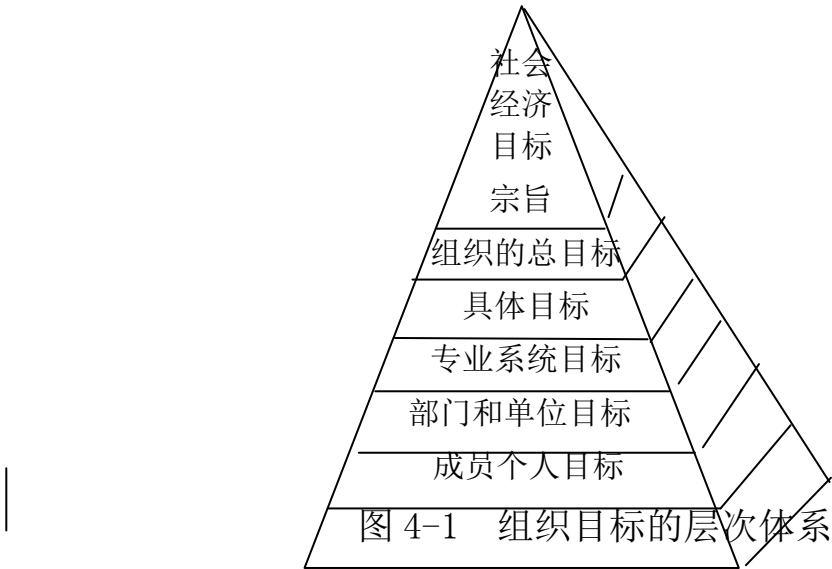 社会
经济
目标
宗旨
组织的总目标
具体目标
专业系统目标
部门和单位目标
成员个人目标
图 4-1 组织目标的层次体系